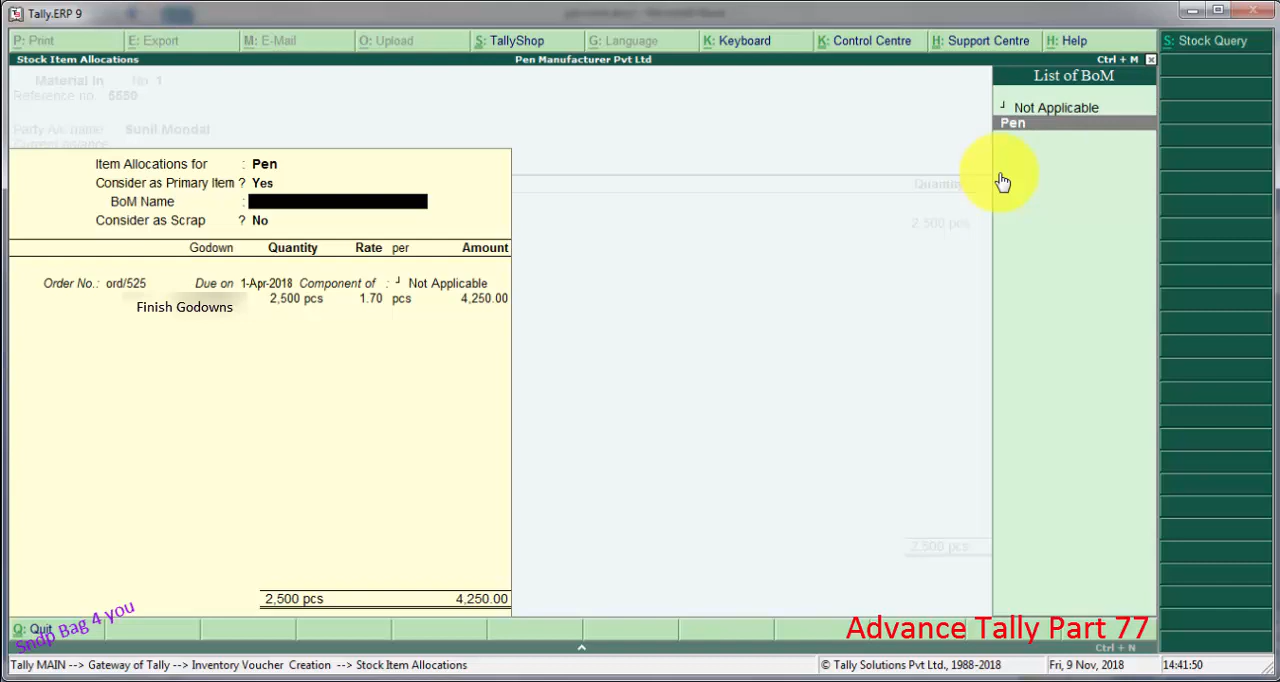 Tally.ERP 9
P: Print
E: Export
M: E-Mail
O: Upload
S: TallyShop
G: Language
K: Keyboard
K: Control Centre
H: Support Centre
H: Help
S: Stock Query
Stock Item Allocations
Pen Manufacturer Pvt Ltd
Ctrl + M
Material In No 1
Reference no. 5550
Party A/c name Sunil Mondal
List of BoM
┘ Not Applicable
Pen
Item Allocations for : Pen
Consider as Primary Item ? Yes
BoM Name :
Consider as Scrap ? No
Quantity
2,500 pcs
Godown Quantity Rate per Amount
Order No.: ord/525 Due on 1-Apr-2018 Component of : ┘ Not Applicable
2,500 pcs 1.70 pcs 4,250.00
Finish Godowns
2,500 pcs
2,500 pcs 4,250.00
Q: Quit
Sndp Bag 4 you
Advance Tally Part 77
Ctrl + N
Tally MAIN --> Gateway of Tally --> Inventory Voucher Creation --> Stock Item Allocations
© Tally Solutions Pvt Ltd., 1988-2018
Fri, 9 Nov, 2018
14:41:50